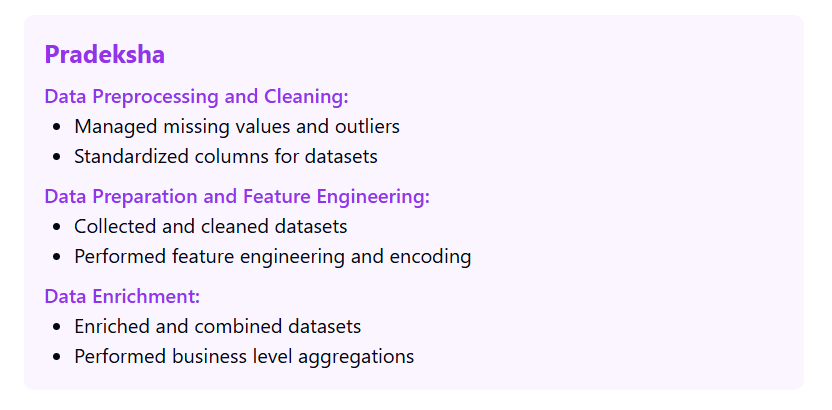 Pradeksha
Data Preprocessing and Cleaning:
• Managed missing values and outliers
• Standardized columns for datasets
Data Preparation and Feature Engineering:
• Collected and cleaned datasets
• Performed feature engineering and encoding
Data Enrichment:
• Enriched and combined datasets
• Performed business level aggregations